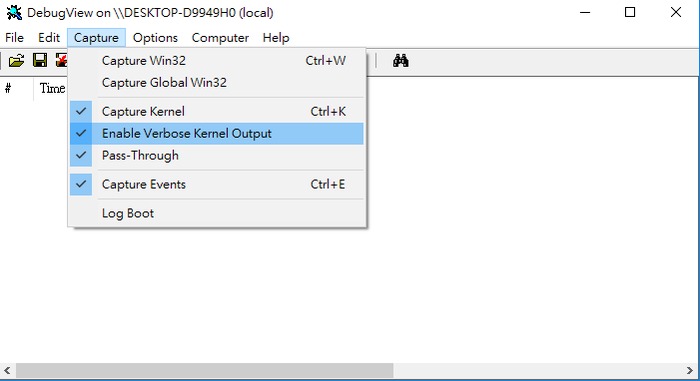 DebugView on \\DESKTOP-D9949H0 (local)
File Edit Capture Options Computer Help
Capture Win32 Ctrl+W
Capture Global Win32
# Time
Capture Kernel Ctrl+K
Enable Verbose Kernel Output
Pass-Through
Capture Events Ctrl+E
Log Boot